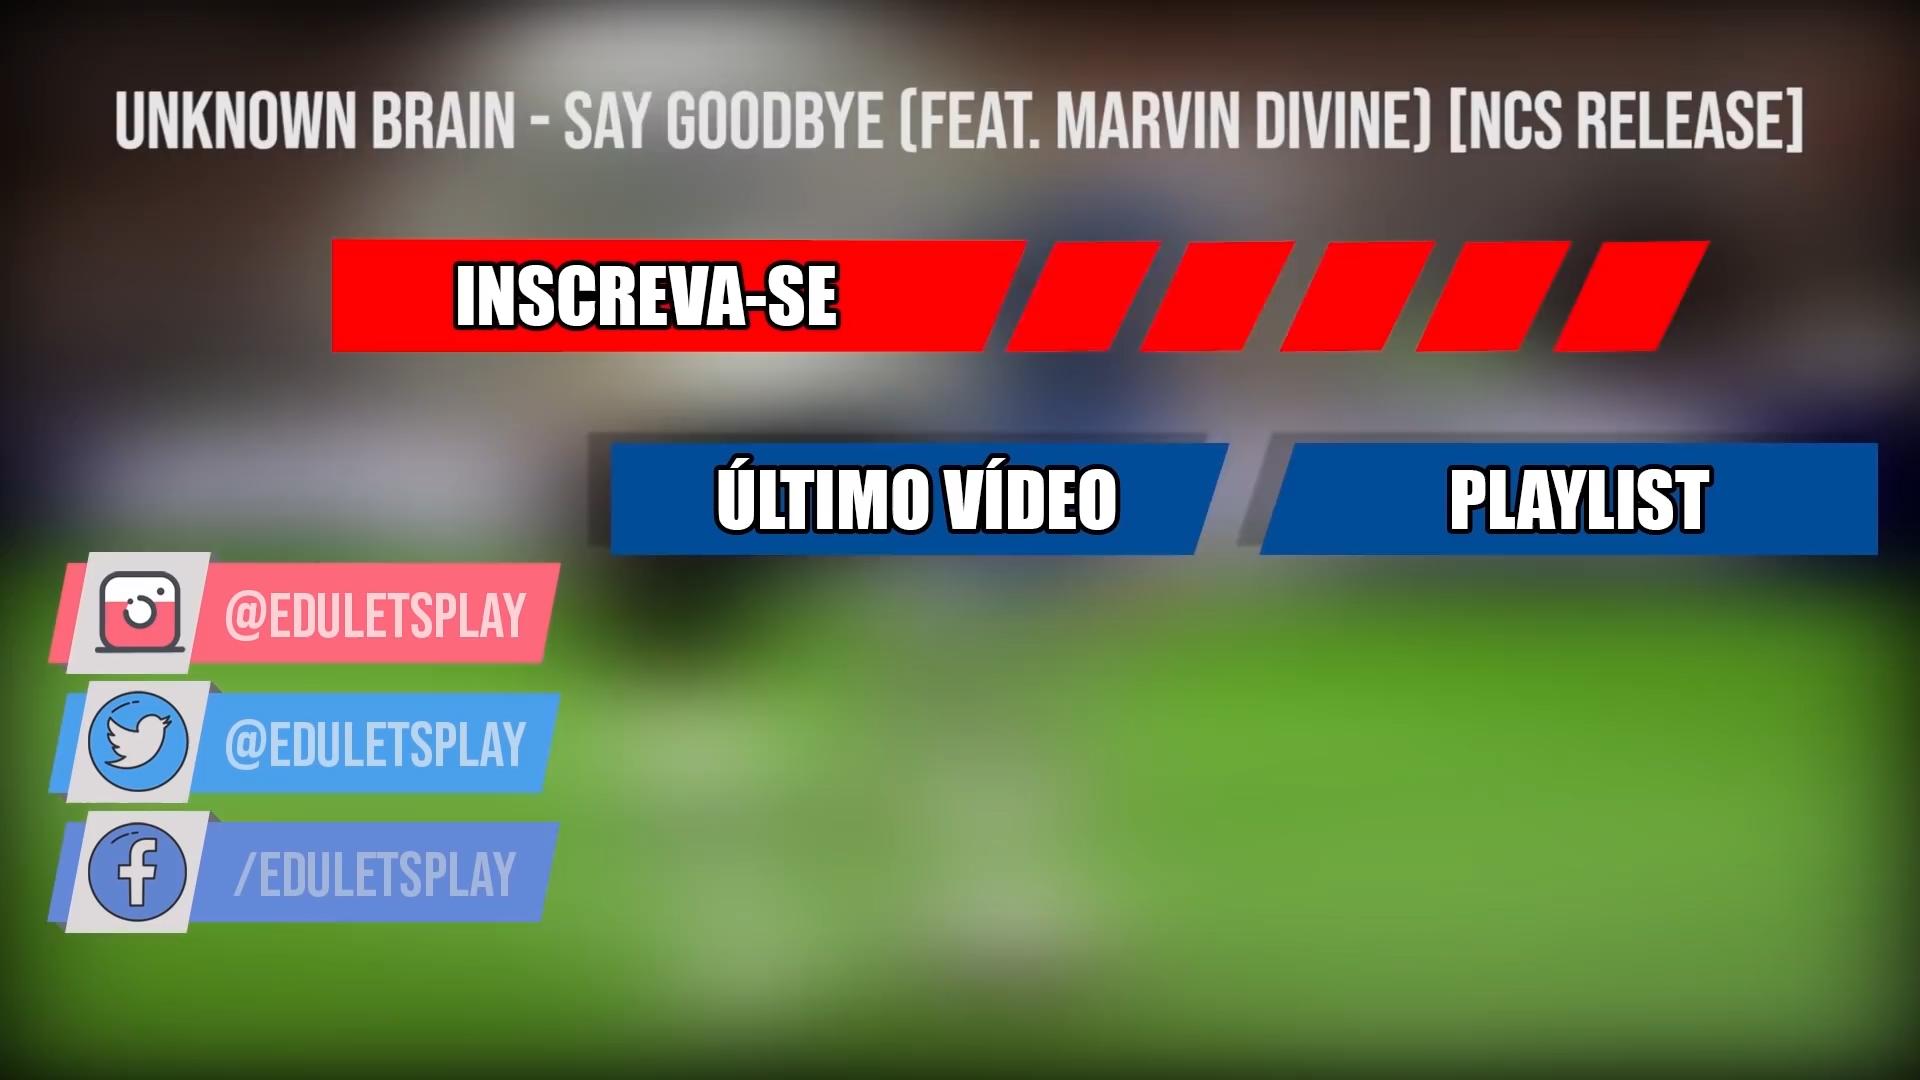 UNKNOWN BRAIN - SAY GOODBYE (FEAT. MARVIN DIVINE) [NCS RELEASE]
INSCREVA-SE
ÚLTIMO VÍDEO
PLAYLIST
@EDULETSPLAY
@EDULETSPLAY
/EDULETSPLAY